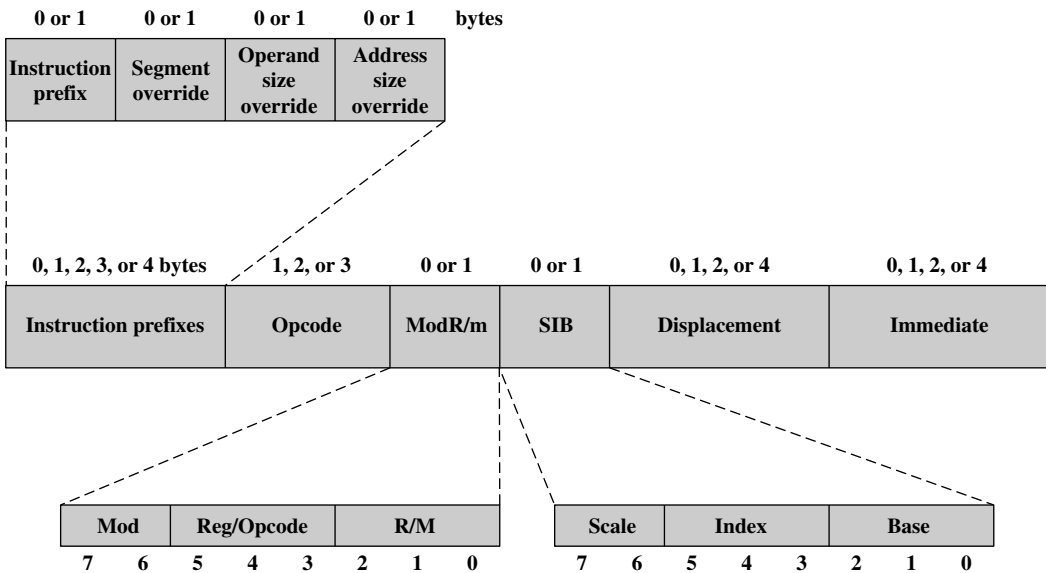 0 or 1 0 or 1 0 or 1 0 or 1 bytes
Instruction prefix
Segment override
Operand size override
Address size override
0, 1, 2, 3, or 4 bytes 1, 2, or 3 0 or 1 0 or 1 0, 1, 2, or 4 0, 1, 2, or 4
Instruction prefixes Opcode ModR/m SIB Displacement Immediate
Mod Reg/Opcode R/M Scale Index Base
7 6 5 4 3 2 1 0 7 6 5 4 3 2 1 0